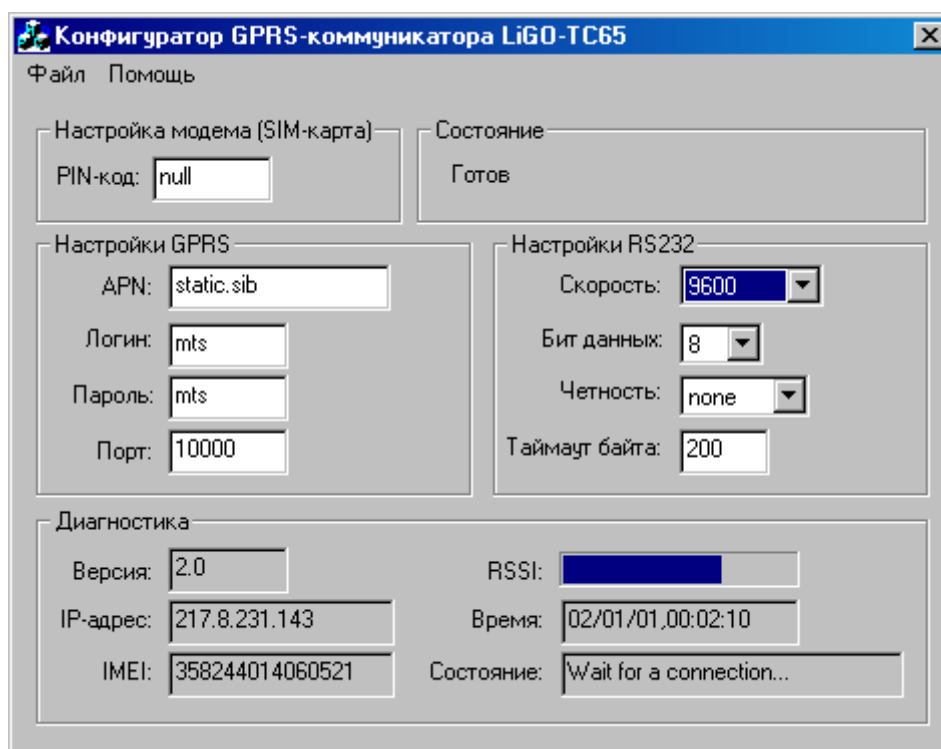 Конфигуратор GPRS-коммуникатора LiGO-TC65
Файл Помощь
Настройка модема (SIM-карта)
PIN-код: null
Состояние
Готов
Настройки GPRS
APN: static.sib
Логин: mts
Пароль: mts
Порт: 10000
Настройки RS232
Скорость: 9600
Бит данных: 8
Четность: none
Таймаут байта: 200
Диагностика
Версия: 2.0
IP-адрес: 217.8.231.143
IMEI: 358244014060521
RSSI:
Время: 02/01/01,00:02:10
Состояние: Wait for a connection...